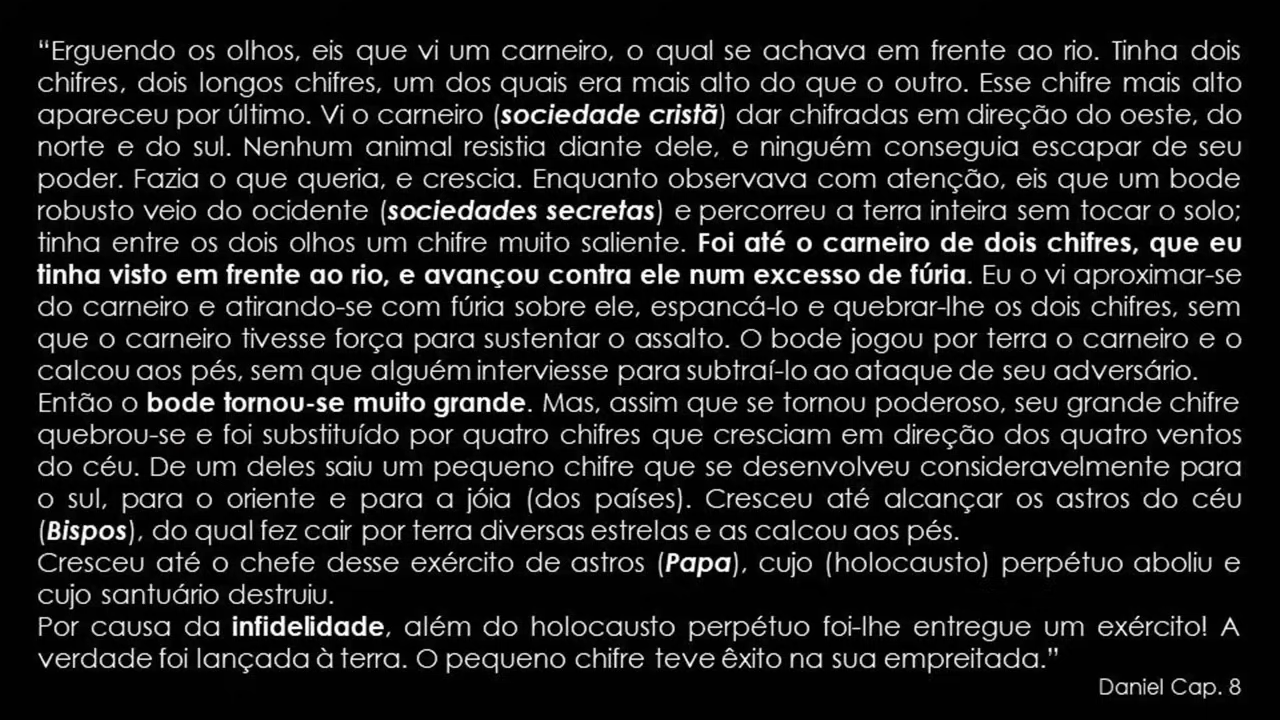 “Erguendo os olhos, eis que vi um carneiro, o qual se achava em frente ao rio. Tinha dois
chifres, dois longos chifres, um dos quais era mais alto do que o outro. Esse chifre mais alto
apareceu por último. Vi o carneiro (sociedade cristã) dar chifradas em direção do oeste, do
norte e do sul. Nenhum animal resistia diante dele, e ninguém conseguia escapar de seu
poder. Fazia o que queria, e crescia. Enquanto observava com atenção, eis que um bode
robusto veio do ocidente (sociedades secretas) e percorreu a terra inteira sem tocar o solo;
tinha entre os dois olhos um chifre muito saliente. Foi até o carneiro de dois chifres, que eu
tinha visto em frente ao rio, e avançou contra ele num excesso de fúria. Eu o vi aproximar-se
do carneiro e atirando-se com fúria sobre ele, espancá-lo e quebrar-lhe os dois chifres, sem
que o carneiro tivesse força para sustentar o assalto. O bode jogou por terra o carneiro e o
calcou aos pés, sem que alguém interviesse para subtraí-lo ao ataque de seu adversário.
Então o bode tornou-se muito grande. Mas, assim que se tornou poderoso, seu grande chifre
quebrou-se e foi substituído por quatro chifres que cresciam em direção dos quatro ventos
do céu. De um deles saiu um pequeno chifre que se desenvolveu consideravelmente para
o sul, para o oriente e para a jóia (dos países). Cresceu até alcançar os astros do céu
(Bispos), do qual fez cair por terra diversas estrelas e as calcou aos pés.
Cresceu até o chefe desse exército de astros (Papa), cujo (holocausto) perpétuo aboliu e
cujo santuário destruiu.
Por causa da infidelidade, além do holocausto perpétuo foi-lhe entregue um exército! A
verdade foi lançada à terra. O pequeno chifre teve êxito na sua empreitada.”
Daniel Cap. 8